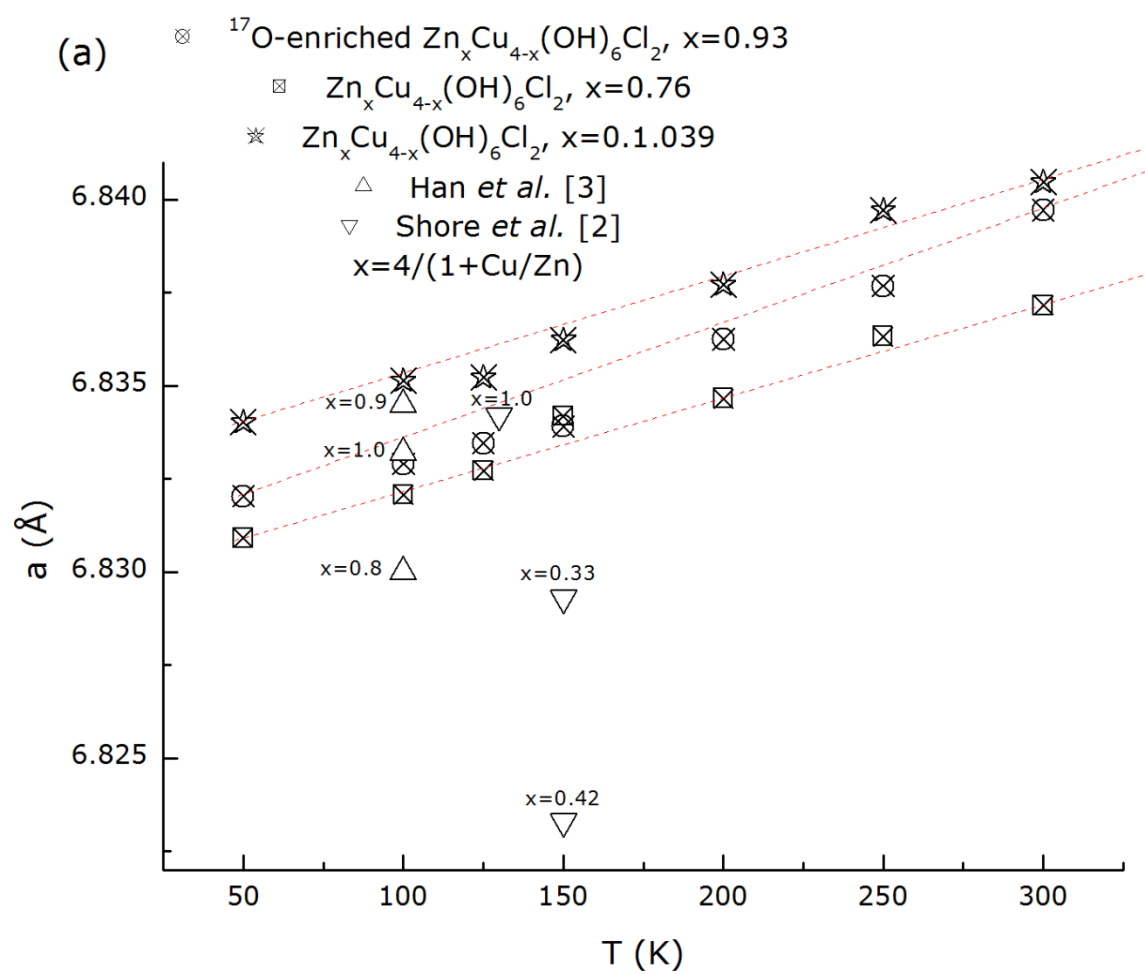 (a)
¹⁷O-enriched ZnₓCu₄₋ₓ(OH)₆Cl₂, x=0.93
ZnₓCu₄₋ₓ(OH)₆Cl₂, x=0.76
ZnₓCu₄₋ₓ(OH)₆Cl₂, x=0.1.039
Han et al. [3]
Shore et al. [2]
x=4/(1+Cu/Zn)
6.840
6.835
6.830
6.825
a (Å)
x=0.9
x=1.0
x=1.0
x=0.8
x=0.33
x=0.42
50 100 150 200 250 300
T (K)